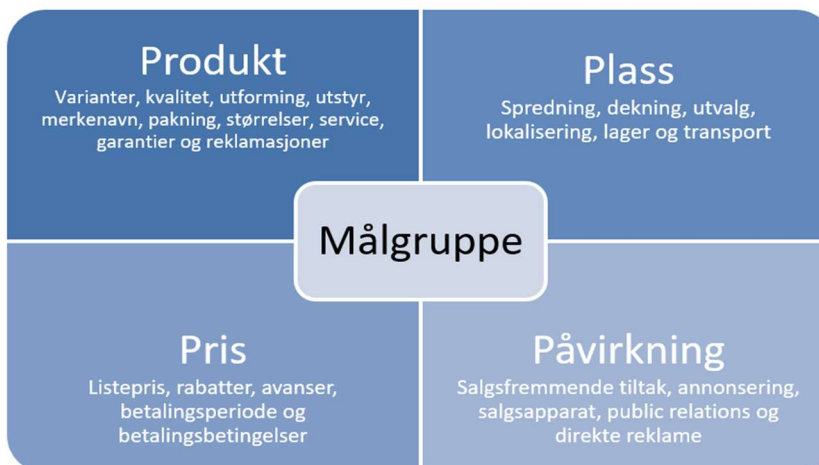 Produkt
Varianter, kvalitet, utforming, utstyr,
merkenavn, pakning, størrelser, service,
garantier og reklamasjoner
Plass
Spredning, dekning, utvalg,
lokalisering, lager og transport
Målgruppe
Pris
Listepris, rabatter, avanser,
betalingsperiode og
betalingsbetingelser
Påvirkning
Salgsfremmende tiltak, annonsering,
salgsapparat, public relations og
direkte reklame